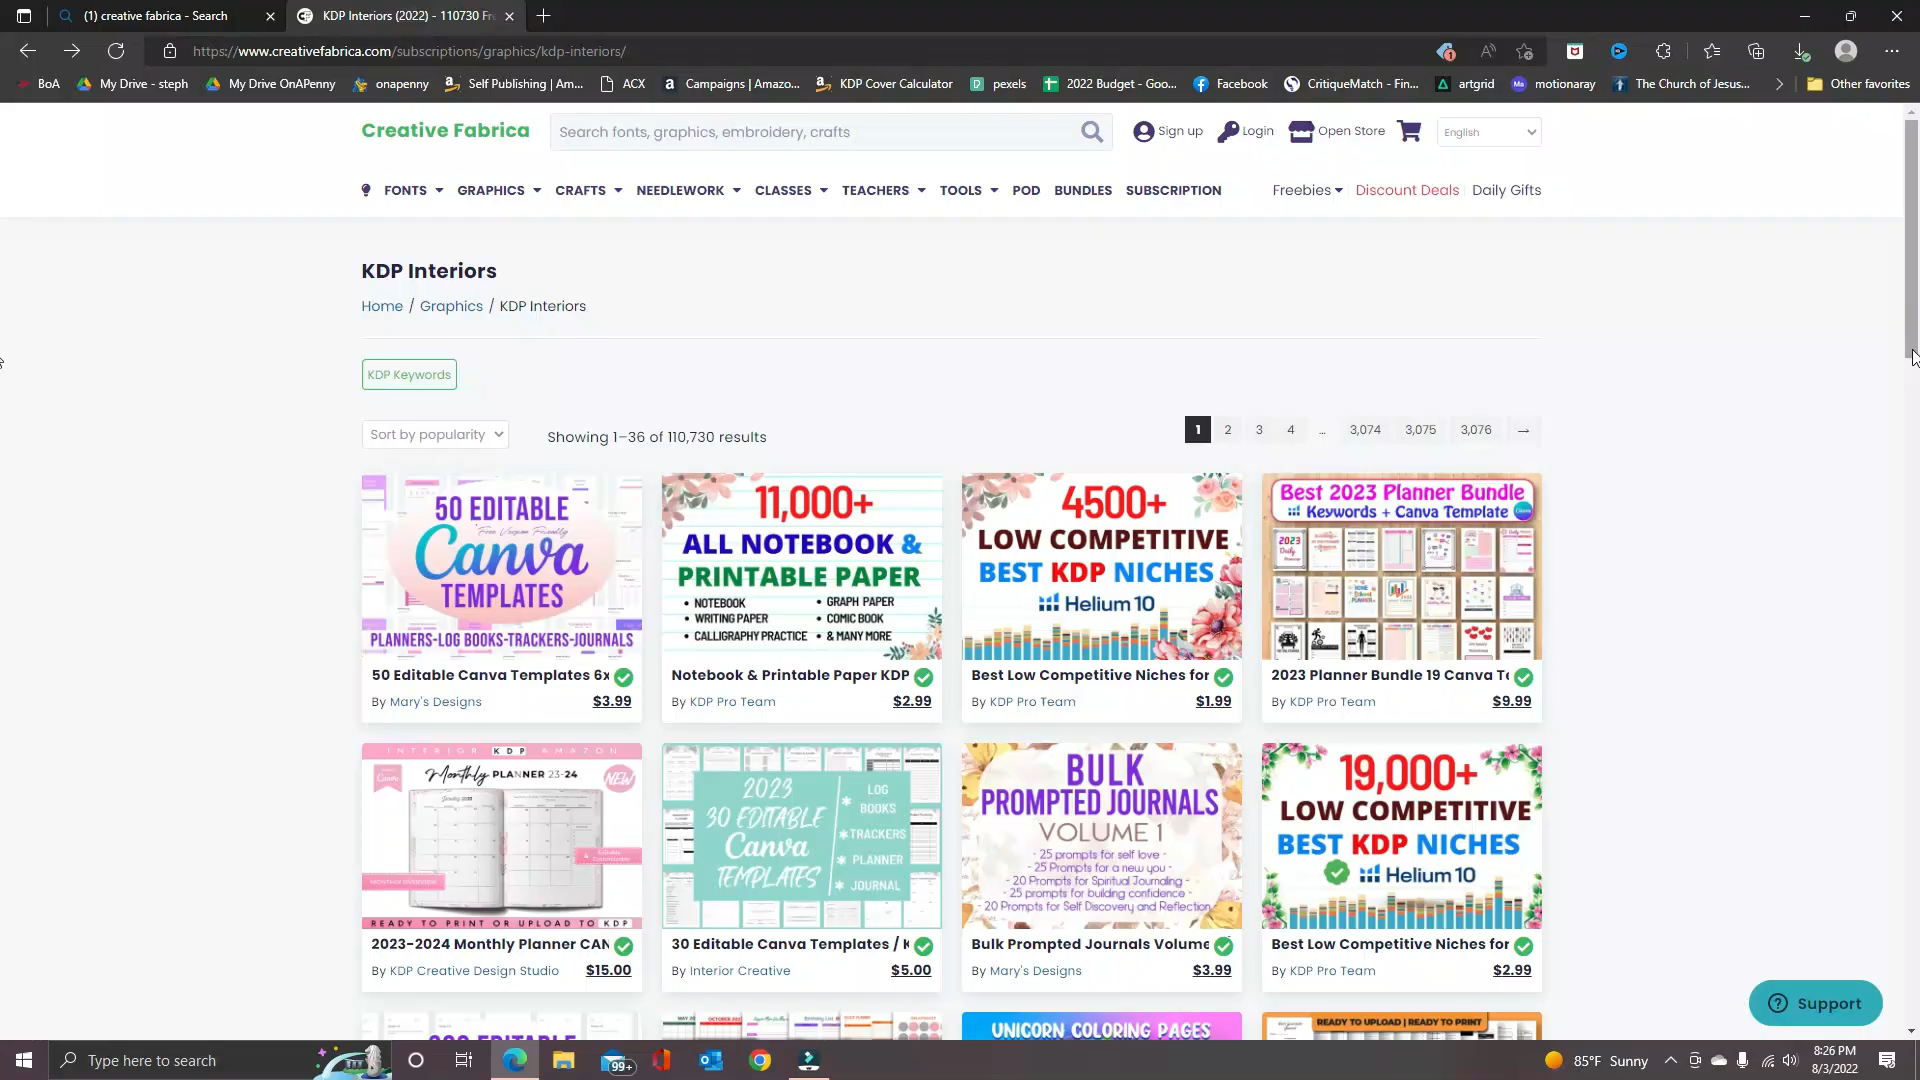 (1) creative fabrica - Search
KDP Interiors (2022) - 110730 Fr
https://www.creativefabrica.com/subscriptions/graphics/kdp-interiors/
BoA
My Drive - steph
My Drive OnAPenny
onapenny
Self Publishing | Am...
ACX
Campaigns | Amazo...
KDP Cover Calculator
pexels
2022 Budget - Goo...
Facebook
CritiqueMatch - Fin...
artgrid
motionaray
The Church of Jesus...
Other favorites
Creative Fabrica
Search fonts, graphics, embroidery, crafts
Sign up
Login
Open Store
English
FONTS
GRAPHICS
CRAFTS
NEEDLEWORK
CLASSES
TEACHERS
TOOLS
POD
BUNDLES
SUBSCRIPTION
Freebies
Discount Deals
Daily Gifts
KDP Interiors
Home / Graphics / KDP Interiors
KDP Keywords
Sort by popularity
Showing 1–36 of 110,730 results
1 2 3 4 ... 3,074 3,075 3,076 →
50 EDITABLE
Free Version Friendly
Canva
TEMPLATES
PLANNERS-LOG BOOKS-TRACKERS-JOURNALS
50 Editable Canva Templates 6x
By Mary's Designs $3.99
11,000+
ALL NOTEBOOK &
PRINTABLE PAPER
• NOTEBOOK
• WRITING PAPER
• CALLIGRAPHY PRACTICE
• GRAPH PAPER
• COMIC BOOK
• & MANY MORE
Notebook & Printable Paper KDP
By KDP Pro Team $2.99
4500+
LOW COMPETITIVE
BEST KDP NICHES
Helium 10
Best Low Competitive Niches for
By KDP Pro Team $1.99
Best 2023 Planner Bundle
Keywords + Canva Template
2023 Planner Bundle 19 Canva Te
By KDP Pro Team $9.99
INTERIOR KDP AMAZON
Monthly PLANNER 23-24
NEW
READY TO PRINT OR UPLOAD TO KDP
2023-2024 Monthly Planner CAN
By KDP Creative Design Studio $15.00
2023
30 EDITABLE
Canva
TEMPLATES
* LOG BOOKS
* TRACKERS
* PLANNER
* JOURNAL
30 Editable Canva Templates / K
By Interior Creative $5.00
BULK
PROMPTED JOURNALS
VOLUME 1
- 25 prompts for self love -
- 25 Prompts for a new you -
- 20 Prompts for Spiritual Journaling -
- 25 prompts for building confidence -
- 20 Prompts for Self Discovery and Reflection
Bulk Prompted Journals Volume
By Mary's Designs $3.99
19,000+
LOW COMPETITIVE
BEST KDP NICHES
Helium 10
Best Low Competitive Niches for
By KDP Pro Team $2.99
UNICORN COLORING PAGES
READY TO UPLOAD | READY TO PRINT
Support
Type here to search
99+
85°F Sunny
8:26 PM
8/3/2022